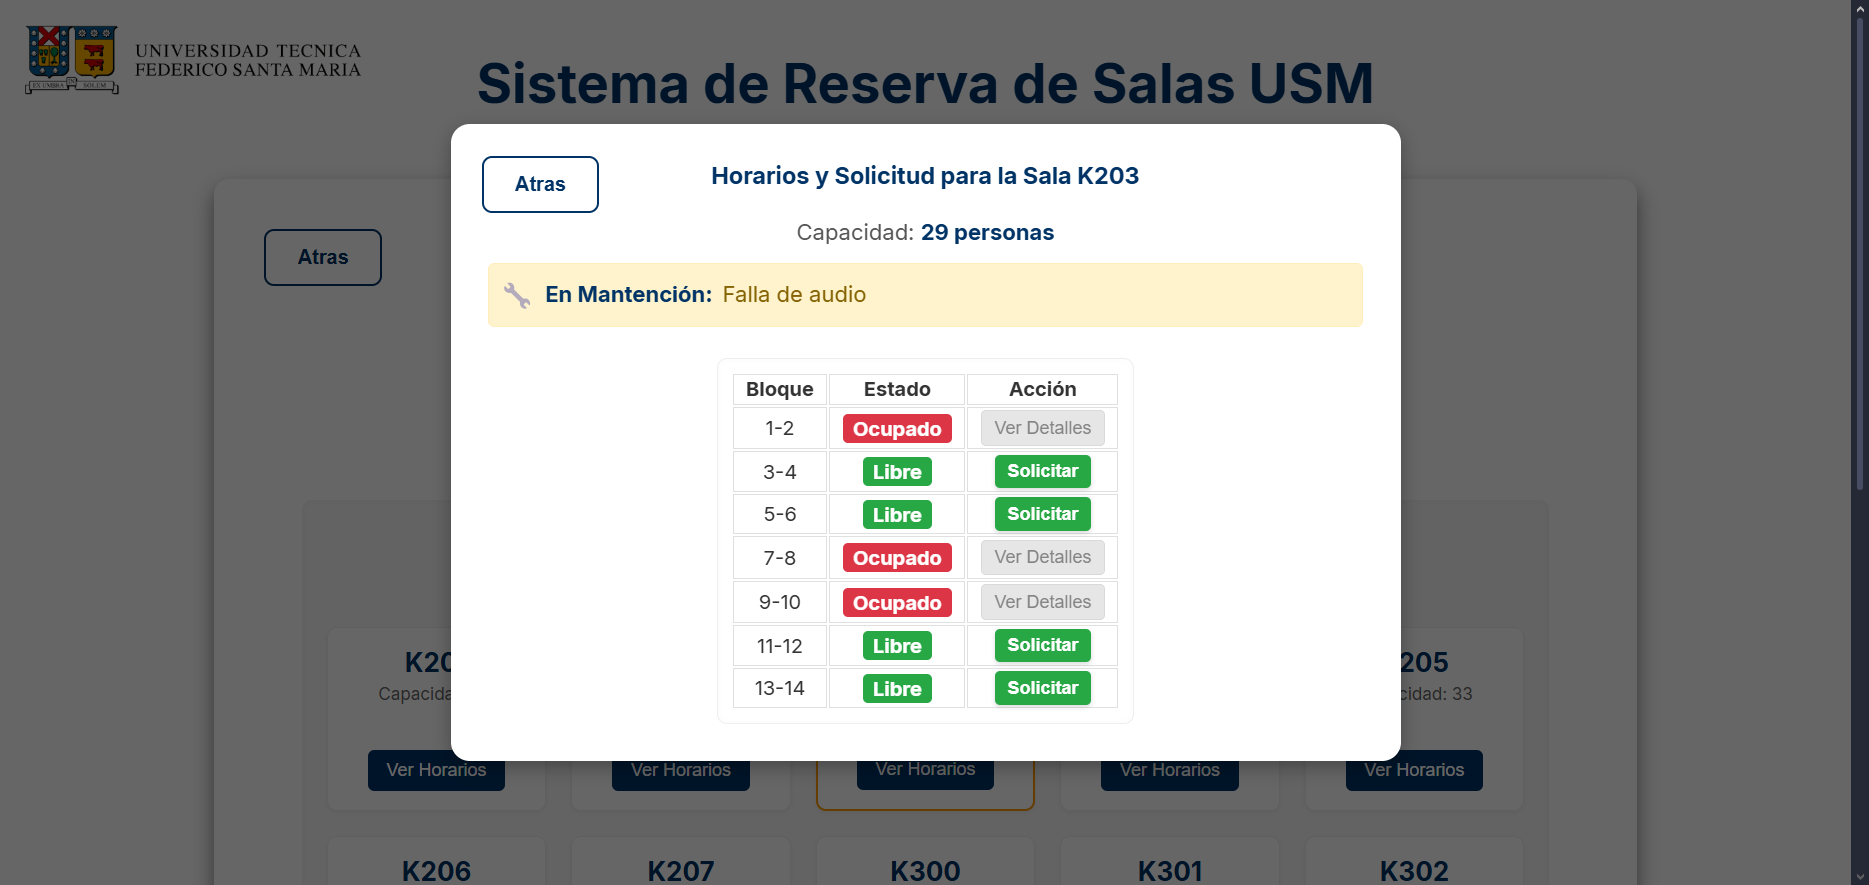 UNIVERSIDAD TECNICA
FEDERICO SANTA MARIA
EX UMBRA IN SOLEM
Sistema de Reserva de Salas USM
Atras
Atras
Horarios y Solicitud para la Sala K203
Capacidad: 29 personas
En Mantención: Falla de audio
Bloque Estado Acción
1-2 Ocupado Ver Detalles
3-4 Libre Solicitar
5-6 Libre Solicitar
7-8 Ocupado Ver Detalles
9-10 Ocupado Ver Detalles
11-12 Libre Solicitar
13-14 Libre Solicitar
K20
205
Capacida
cidad: 33
Ver Horarios Ver Horarios Ver Horarios Ver Horarios Ver Horarios
K206 K207 K300 K301 K302